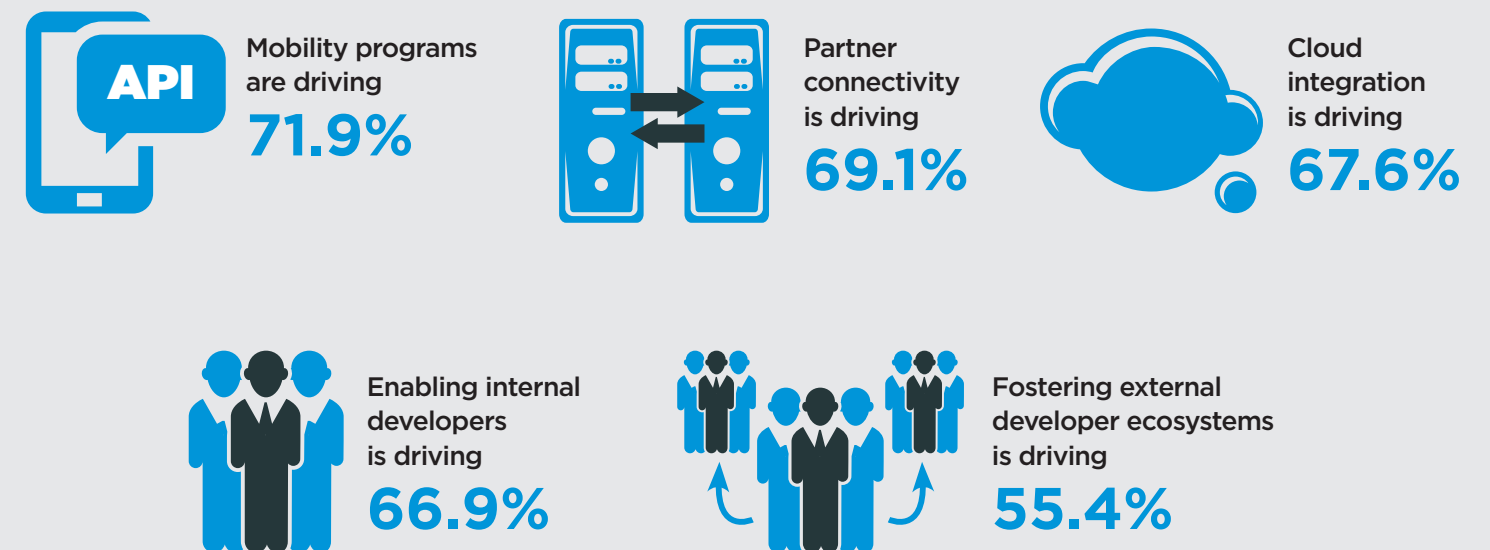 API
Mobility programs
are driving
71.9%
Partner
connectivity
is driving
69.1%
Cloud
integration
is driving
67.6%
Enabling internal
developers
is driving
66.9%
Fostering external
developer ecosystems
is driving
55.4%